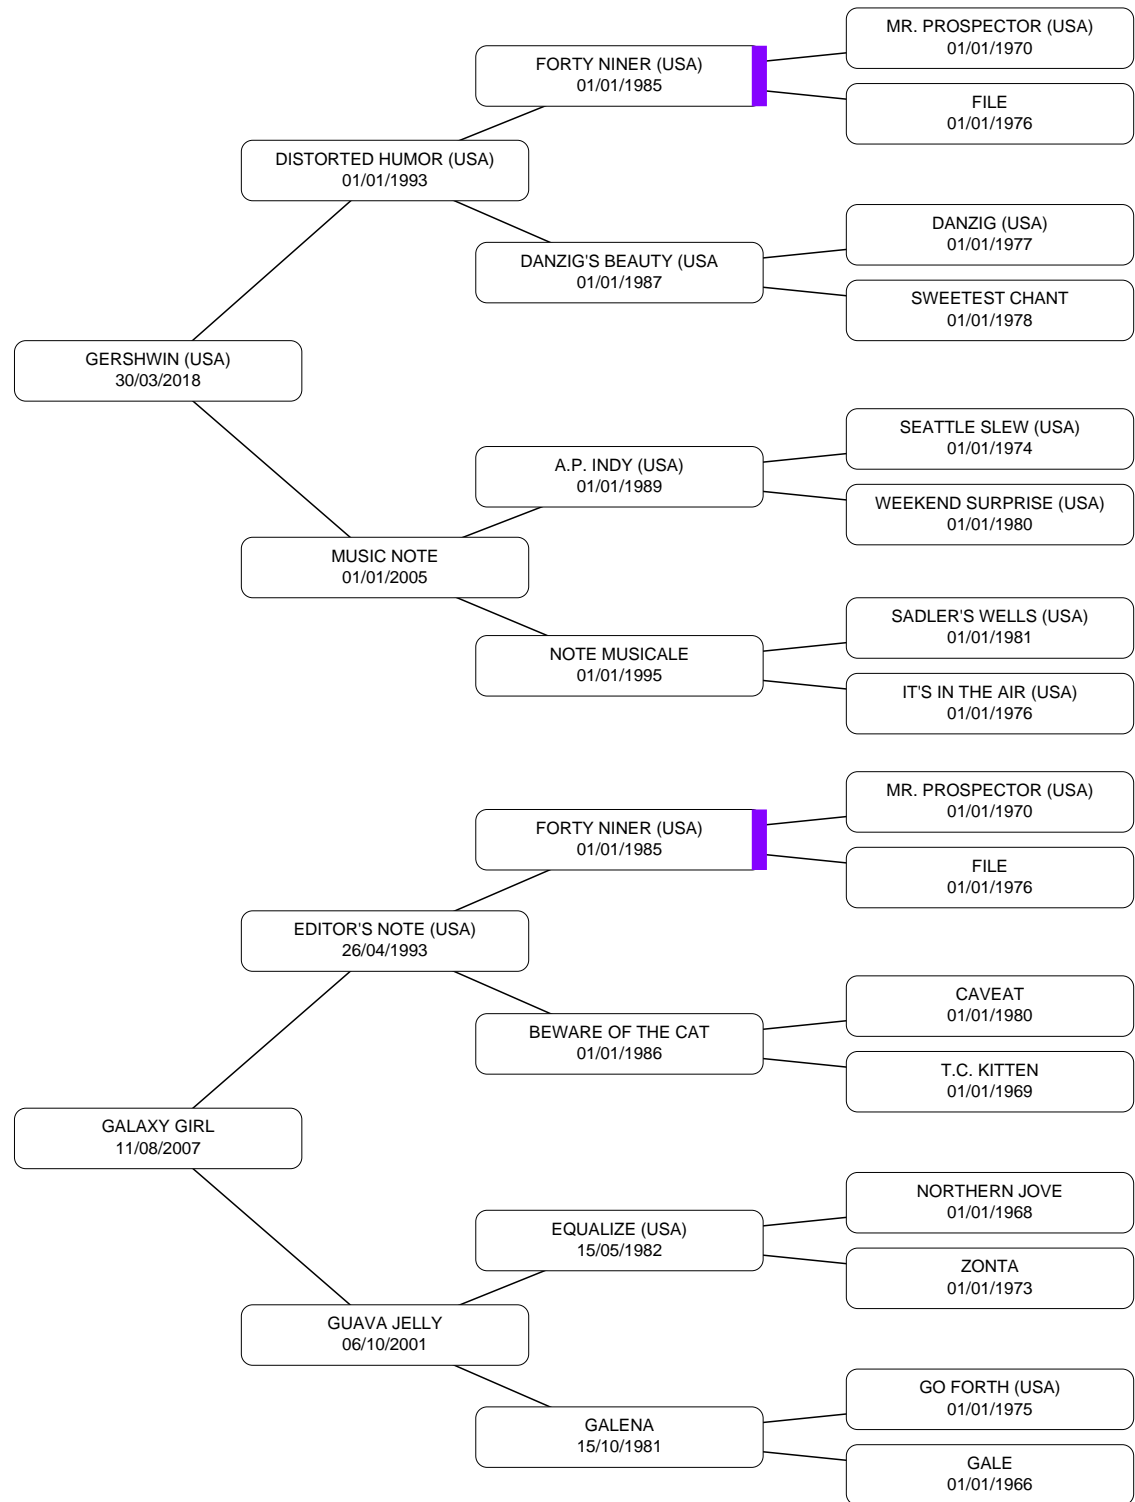 MR. PROSPECTOR (USA)
01/01/1970
FORTY NINER (USA)
01/01/1985
FILE
01/01/1976
DISTORTED HUMOR (USA)
01/01/1993
DANZIG (USA)
01/01/1977
DANZIG'S BEAUTY (USA
01/01/1987
SWEETEST CHANT
01/01/1978
GERSHWIN (USA)
30/03/2018
SEATTLE SLEW (USA)
01/01/1974
A.P. INDY (USA)
01/01/1989
WEEKEND SURPRISE (USA)
01/01/1980
MUSIC NOTE
01/01/2005
SADLER'S WELLS (USA)
01/01/1981
NOTE MUSICALE
01/01/1995
IT'S IN THE AIR (USA)
01/01/1976
MR. PROSPECTOR (USA)
01/01/1970
FORTY NINER (USA)
01/01/1985
FILE
01/01/1976
EDITOR'S NOTE (USA)
26/04/1993
CAVEAT
01/01/1980
BEWARE OF THE CAT
01/01/1986
T.C. KITTEN
01/01/1969
GALAXY GIRL
11/08/2007
NORTHERN JOVE
01/01/1968
EQUALIZE (USA)
15/05/1982
ZONTA
01/01/1973
GUAVA JELLY
06/10/2001
GO FORTH (USA)
01/01/1975
GALENA
15/10/1981
GALE
01/01/1966